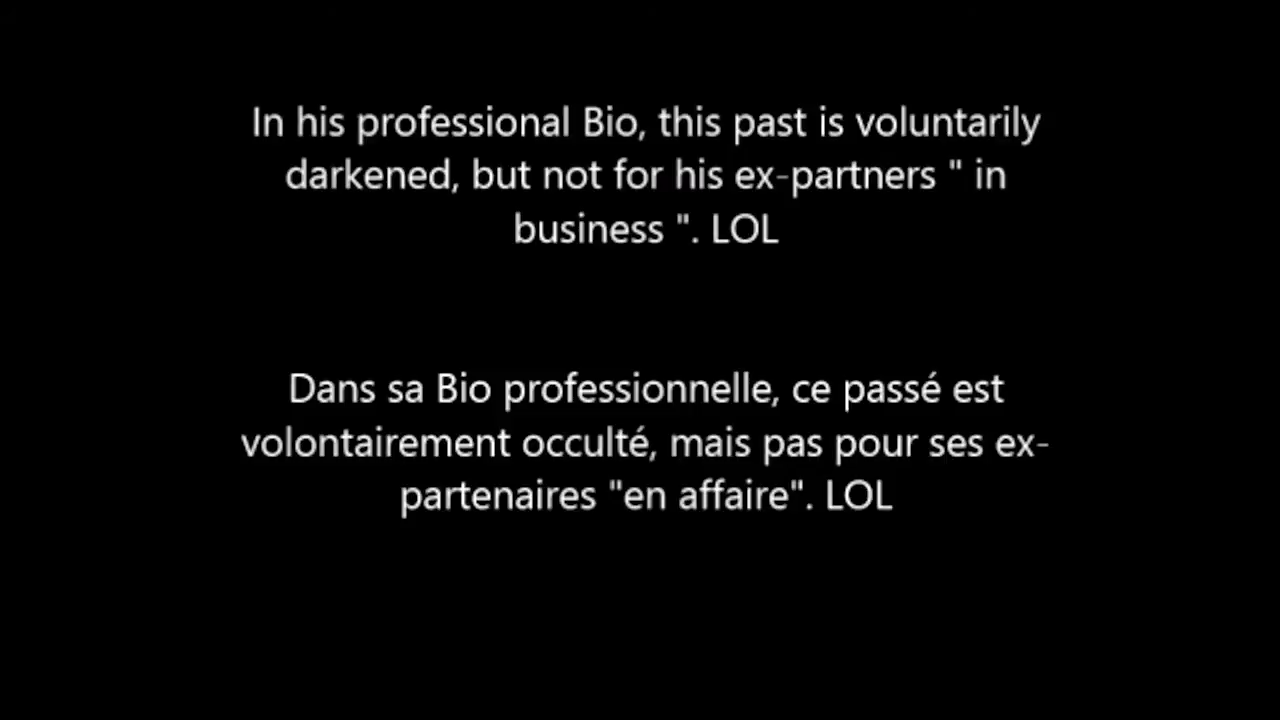 In his professional Bio, this past is voluntarily
darkened, but not for his ex-partners " in
business ". LOL
Dans sa Bio professionnelle, ce passé est
volontairement occulté, mais pas pour ses ex-
partenaires "en affaire". LOL